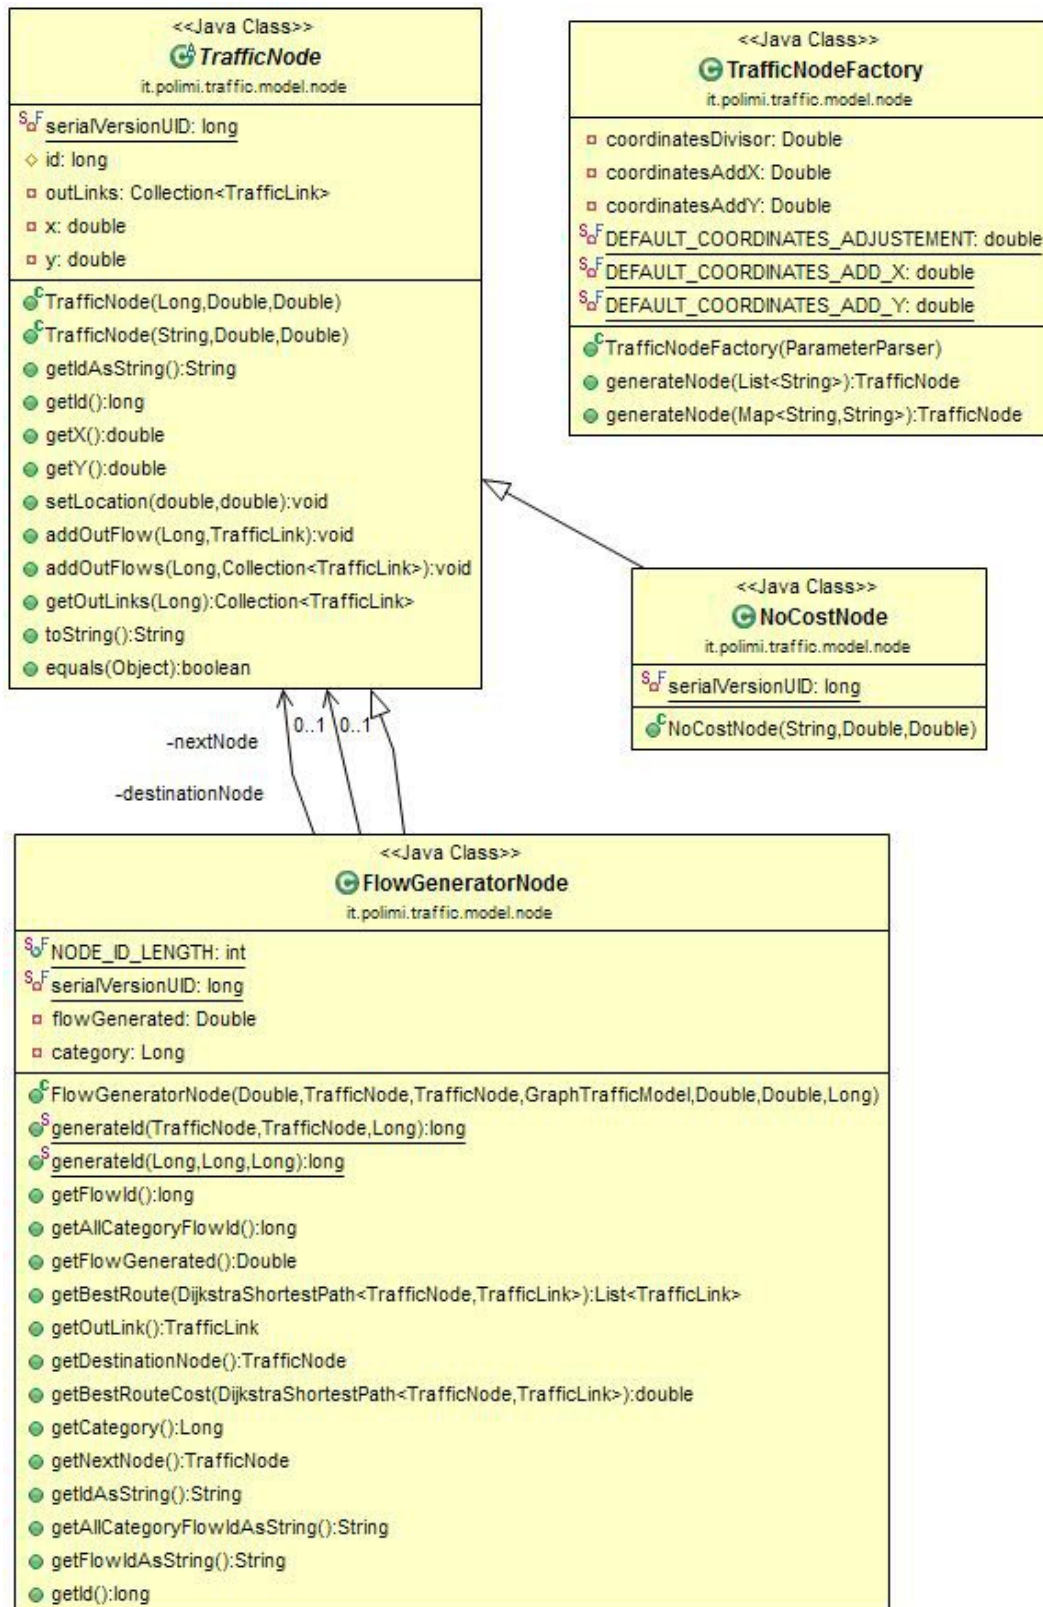 <<Java Class>>
TrafficNode
it.polimi.traffic.model.node
serialVersionUID: long
id: long
outLinks: Collection<TrafficLink>
x: double
y: double
TrafficNode(Long,Double,Double)
TrafficNode(String,Double,Double)
getIdAsString():String
getId():long
getX():double
getY():double
setLocation(double,double):void
addOutFlow(Long,TrafficLink):void
addOutFlows(Long,Collection<TrafficLink>):void
getOutLinks(Long):Collection<TrafficLink>
toString():String
equals(Object):boolean
<<Java Class>>
TrafficNodeFactory
it.polimi.traffic.model.node
coordinatesDivisor: Double
coordinatesAddX: Double
coordinatesAddY: Double
DEFAULT_COORDINATES_ADJUSTEMENT: double
DEFAULT_COORDINATES_ADD_X: double
DEFAULT_COORDINATES_ADD_Y: double
TrafficNodeFactory(ParameterParser)
generateNode(List<String>):TrafficNode
generateNode(Map<String,String>):TrafficNode
<<Java Class>>
NoCostNode
it.polimi.traffic.model.node
serialVersionUID: long
NoCostNode(String,Double,Double)
0..1
0..1
-nextNode
-destinationNode
<<Java Class>>
FlowGeneratorNode
it.polimi.traffic.model.node
NODE_ID_LENGTH: int
serialVersionUID: long
flowGenerated: Double
category: Long
FlowGeneratorNode(Double,TrafficNode,TrafficNode,GraphTrafficModel,Double,Double,Long)
generateId(TrafficNode,TrafficNode,Long):long
generateId(Long,Long,Long):long
getFlowId():long
getAllCategoryFlowId():long
getFlowGenerated():Double
getBestRoute(DijkstraShortestPath<TrafficNode,TrafficLink>):List<TrafficLink>
getOutLink():TrafficLink
getDestinationNode():TrafficNode
getBestRouteCost(DijkstraShortestPath<TrafficNode,TrafficLink>):double
getCategory():Long
getNextNode():TrafficNode
getIdAsString():String
getAllCategoryFlowIdAsString():String
getFlowIdAsString():String
getId():long